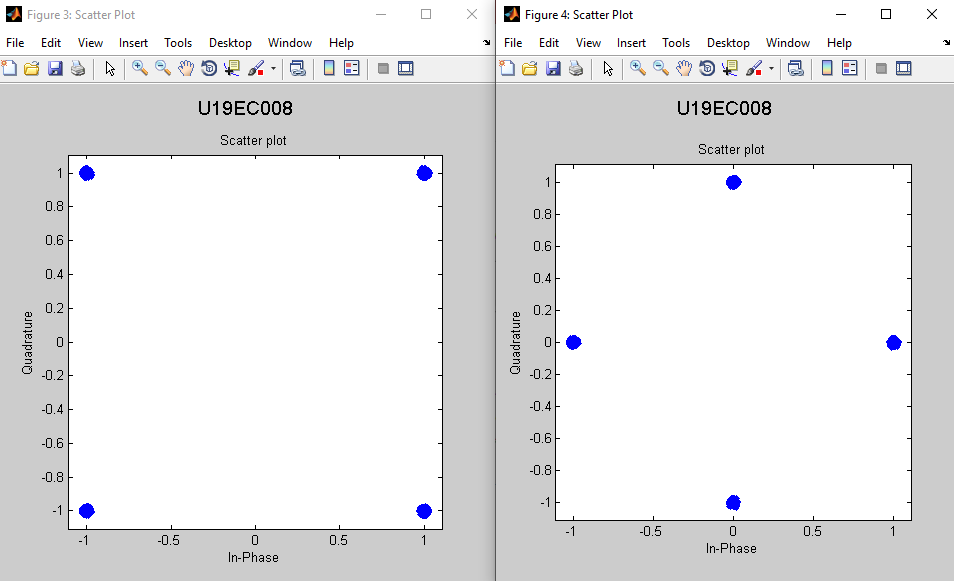 Figure 3: Scatter Plot
File Edit View Insert Tools Desktop Window Help
U19EC008
Scatter plot
1
0.8
0.6
0.4
0.2
0
-0.2
-0.4
-0.6
-0.8
-1
Quadrature
-1 -0.5 0 0.5 1
In-Phase
Figure 4: Scatter Plot
File Edit View Insert Tools Desktop Window Help
U19EC008
Scatter plot
1
0.8
0.6
0.4
0.2
0
-0.2
-0.4
-0.6
-0.8
-1
Quadrature
-1 -0.5 0 0.5 1
In-Phase